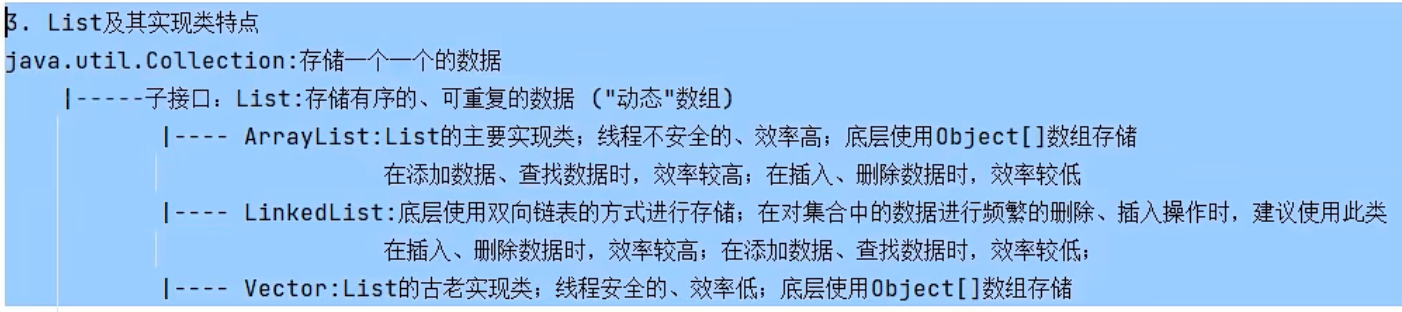 3. List及其实现类特点
java.util.Collection:存储一个一个的数据
|-----子接口：List:存储有序的、可重复的数据 ("动态"数组)
|---- ArrayList:List的主要实现类；线程不安全的、效率高；底层使用Object[]数组存储
在添加数据、查找数据时，效率较高；在插入、删除数据时，效率较低
|---- LinkedList:底层使用双向链表的方式进行存储；在对集合中的数据进行频繁的删除、插入操作时，建议使用此类
在插入、删除数据时，效率较高；在添加数据、查找数据时，效率较低；
|---- Vector:List的古老实现类；线程安全的、效率低；底层使用Object[]数组存储